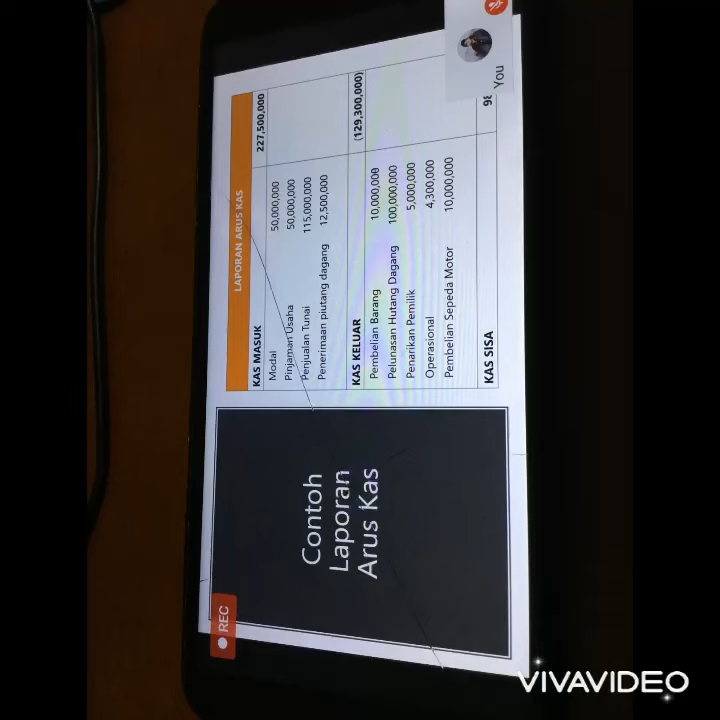 REC
Contoh
Laporan
Arus Kas
LAPORAN ARUS KAS
KAS MASUK 227,500,000
Modal 50,000,000
Pinjaman Usaha 50,000,000
Penjualan Tunai 115,000,000
Penerimaan piutang dagang 12,500,000
KAS KELUAR (129,300,000)
Pembelian Barang 10,000,000
Pelunasan Hutang Dagang 100,000,000
Penarikan Pemilik 5,000,000
Operasional 4,300,000
Pembelian Sepeda Motor 10,000,000
KAS SISA
You
VIVAVIDEO